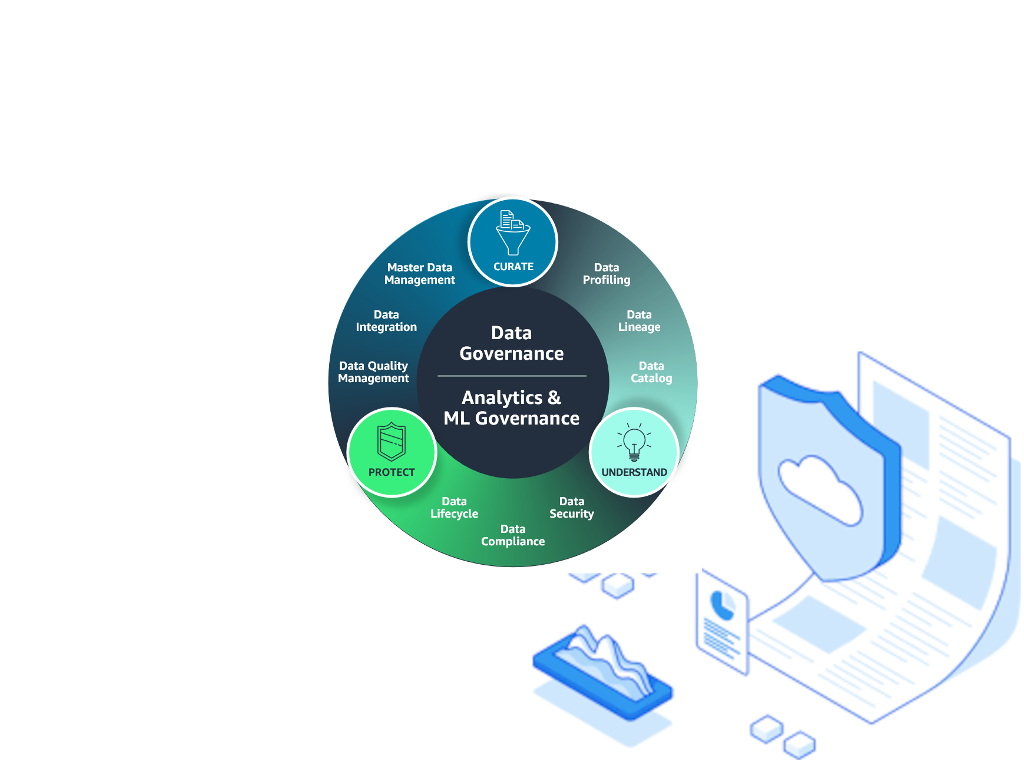 CURATE
Master Data
Management
Data
Profiling
Data
Integration
Data
Lineage
Data
Governance
Data Quality
Management
Data
Catalog
Analytics &
ML Governance
PROTECT
UNDERSTAND
Data
Lifecycle
Data
Security
Data
Compliance